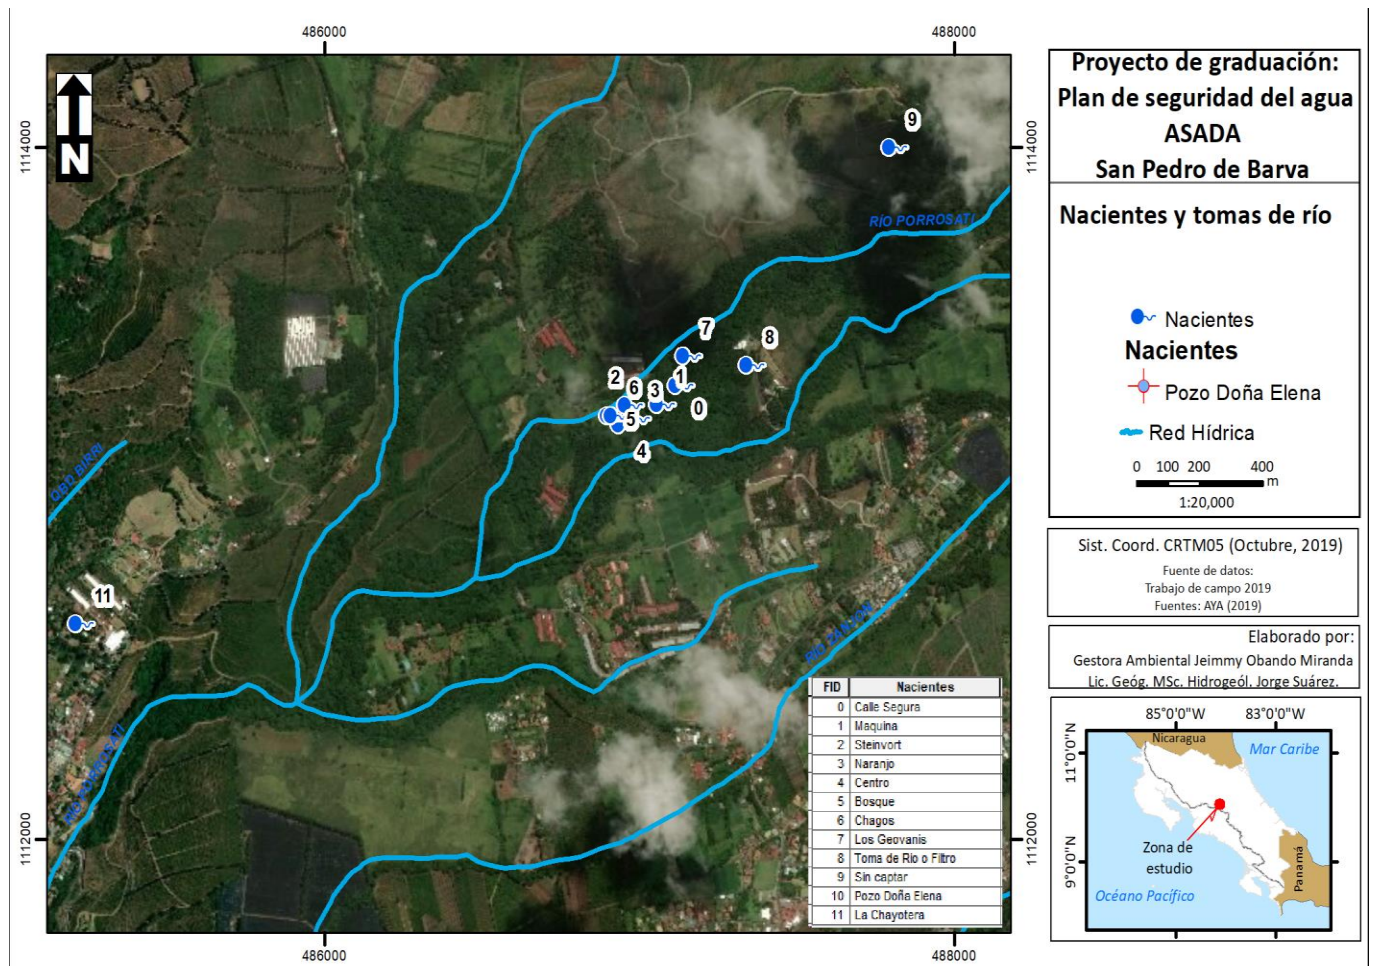 486000
488000
1114000
1114000
N
9
RÍO PORROSATÍ
7
8
2
6
3
1
0
5
4
QBD BIRRI
11
RÍO ZANJÓN
RÍO PORROSATÍ
1112000
1112000
486000
488000
FID Nacientes
0 Calle Segura
1 Maquina
2 Steinvort
3 Naranjo
4 Centro
5 Bosque
6 Chagos
7 Los Geovanis
8 Toma de Rio o Filtro
9 Sin captar
10 Pozo Doña Elena
11 La Chayotera
Proyecto de graduación:
Plan de seguridad del agua
ASADA
San Pedro de Barva
Nacientes y tomas de río
Nacientes
Nacientes
Pozo Doña Elena
Red Hídrica
0 100 200 400
m
1:20,000
Sist. Coord. CRTM05 (Octubre, 2019)
Fuente de datos:
Trabajo de campo 2019
Fuentes: AYA (2019)
Elaborado por:
Gestora Ambiental Jeimmy Obando Miranda
Lic. Geóg. MSc. Hidrogeól. Jorge Suárez.
85°0'0"W 83°0'0"W
Nicaragua
Mar Caribe
11°0'0"N
9°0'0"N
Zona de
estudio
Panamá
Océano Pacífico